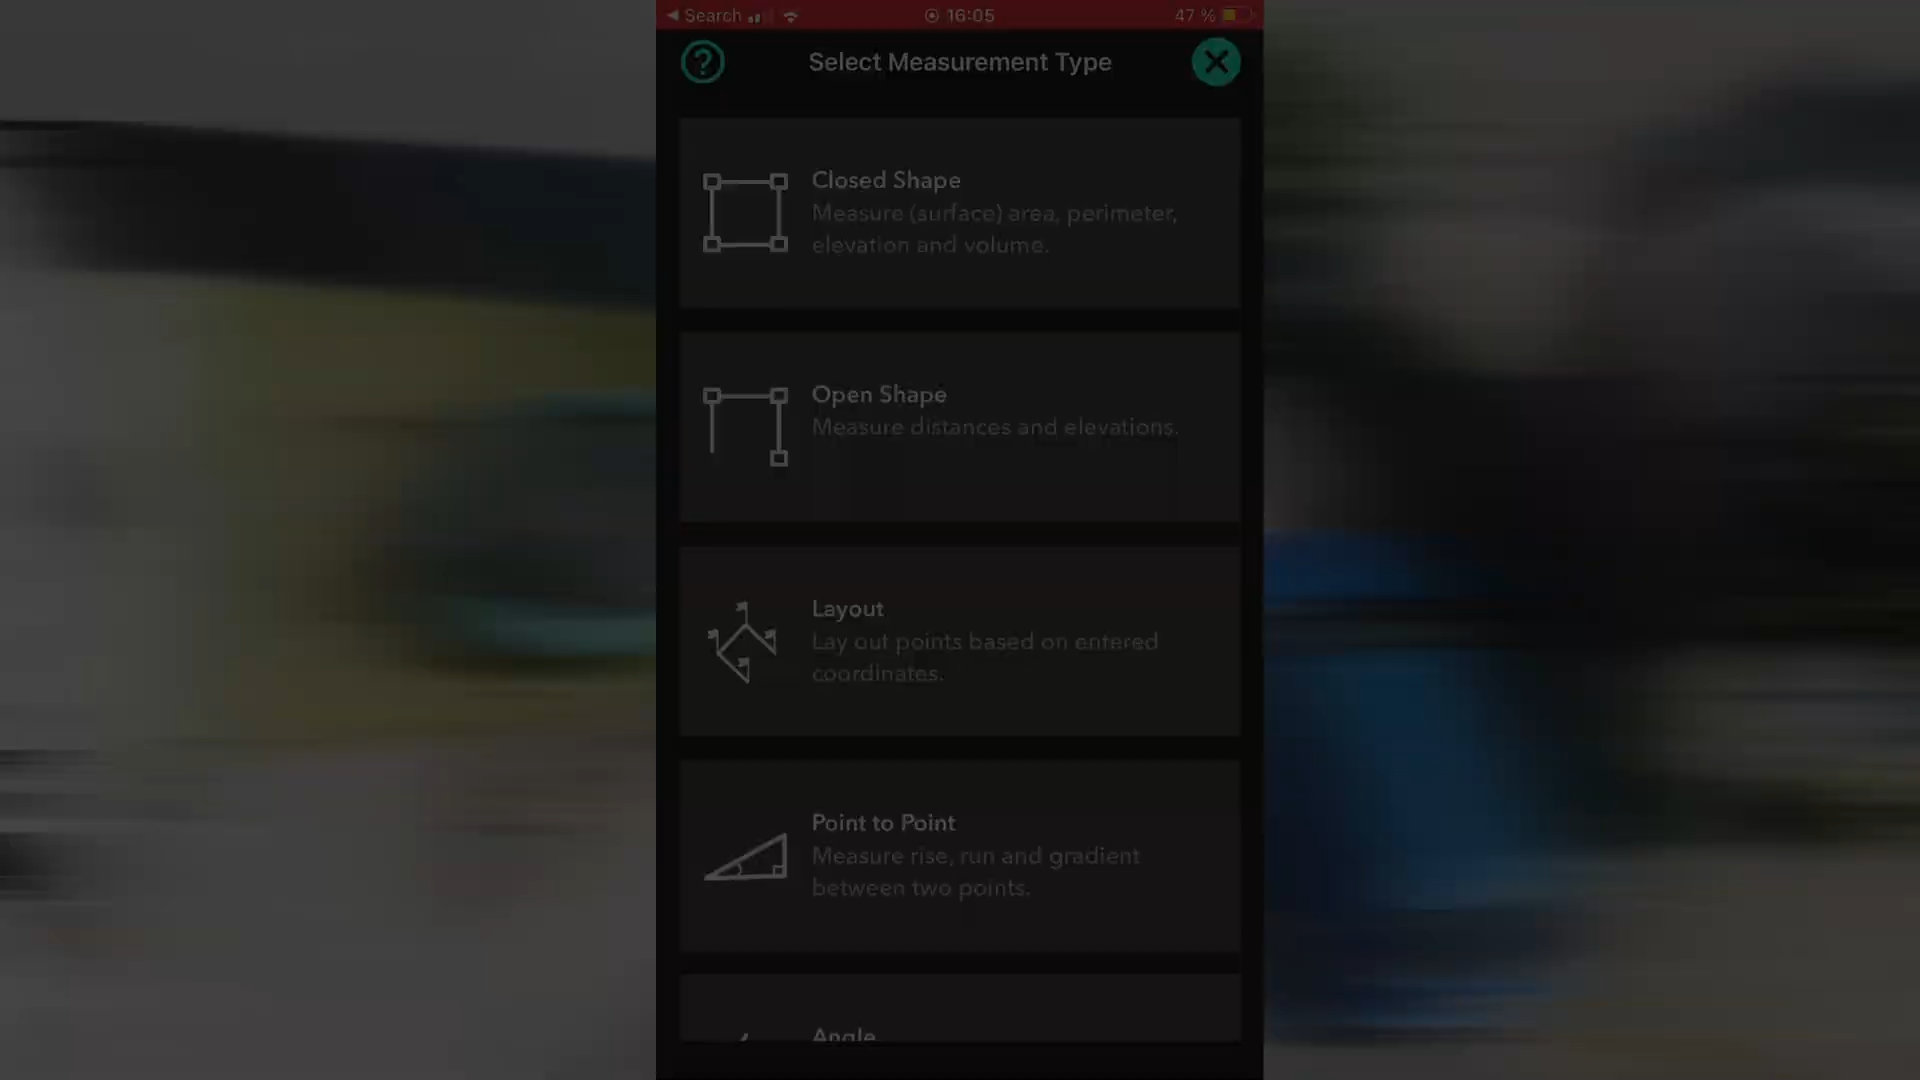 Search
16:05
47 %
?
Select Measurement Type
Closed Shape
Measure (surface) area, perimeter,
elevation and volume.
Open Shape
Measure distances and elevations.
Layout
Lay out points based on entered
coordinates.
Point to Point
Measure rise, run and gradient
between two points.
Angle